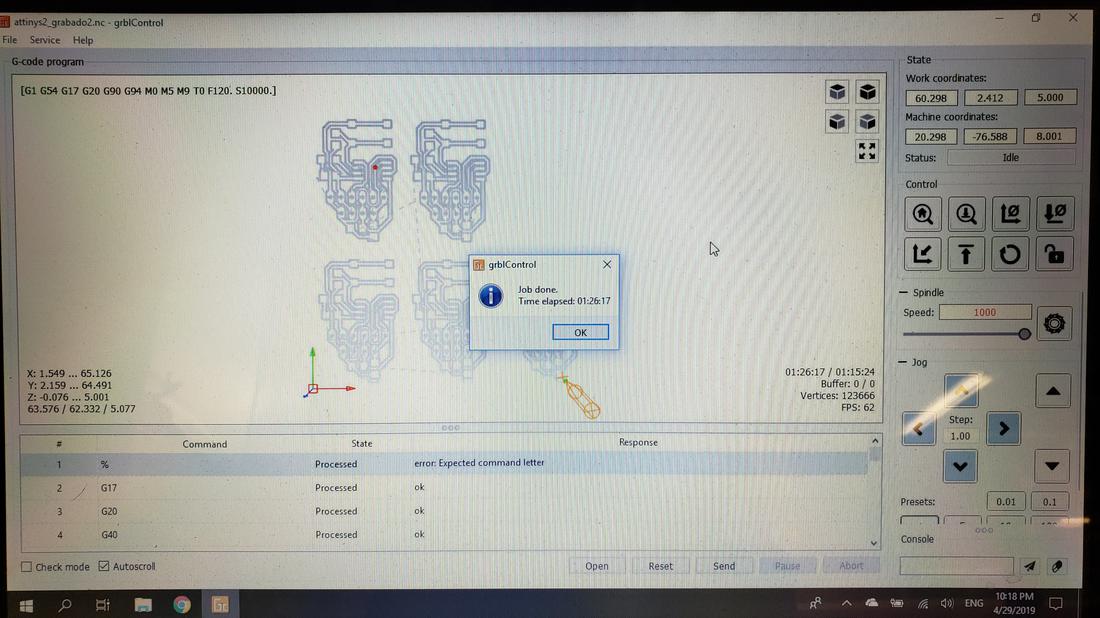 attinys2_grabado2.nc - grblControl
File Service Help
G-code program
[G1 G54 G17 G20 G90 G94 M0 M5 M9 T0 F120. S10000.]
X: 1.549 ... 65.126
Y: 2.159 ... 64.491
Z: -0.076 ... 5.001
63.576 / 62.332 / 5.077
01:26:17 / 01:15:24
Buffer: 0 / 0
Vertices: 123666
FPS: 62
grblControl
Job done.
Time elapsed: 01:26:17
OK
# Command State Response
1 % Processed error: Expected command letter
2 G17 Processed ok
3 G20 Processed ok
4 G40 Processed ok
Check mode Autoscroll Open Reset Send Pause Abort
State
Work coordinates:
60.298 2.412 5.000
Machine coordinates:
20.298 -76.588 8.001
Status: Idle
Control
Spindle
Speed: 1000
Jog
Step:
1.00
Presets: 0.01 0.1
Console
ENG
10:18 PM
4/29/2019